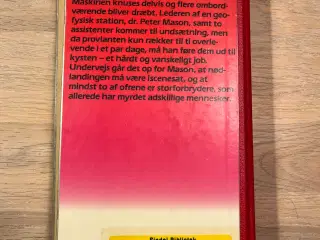 Maskinen knuses delvis og flere ombord-
værende bliver dræbt. Lederen af en geo-
fysisk station, dr. Peter Mason, samt to
assistenter kommer til undsætning, men
da provianten kun rækker til ti overle-
vende i et par dage, må han føre dem ud til
kysten – et hårdt og vanskeligt job.
Undervejs går det op for Mason, at nød-
landingen må være iscenesat, og at
mindst to af ofrene er storforbrydere, som
allerede har myrdet adskillige mennesker.
Bibliotek